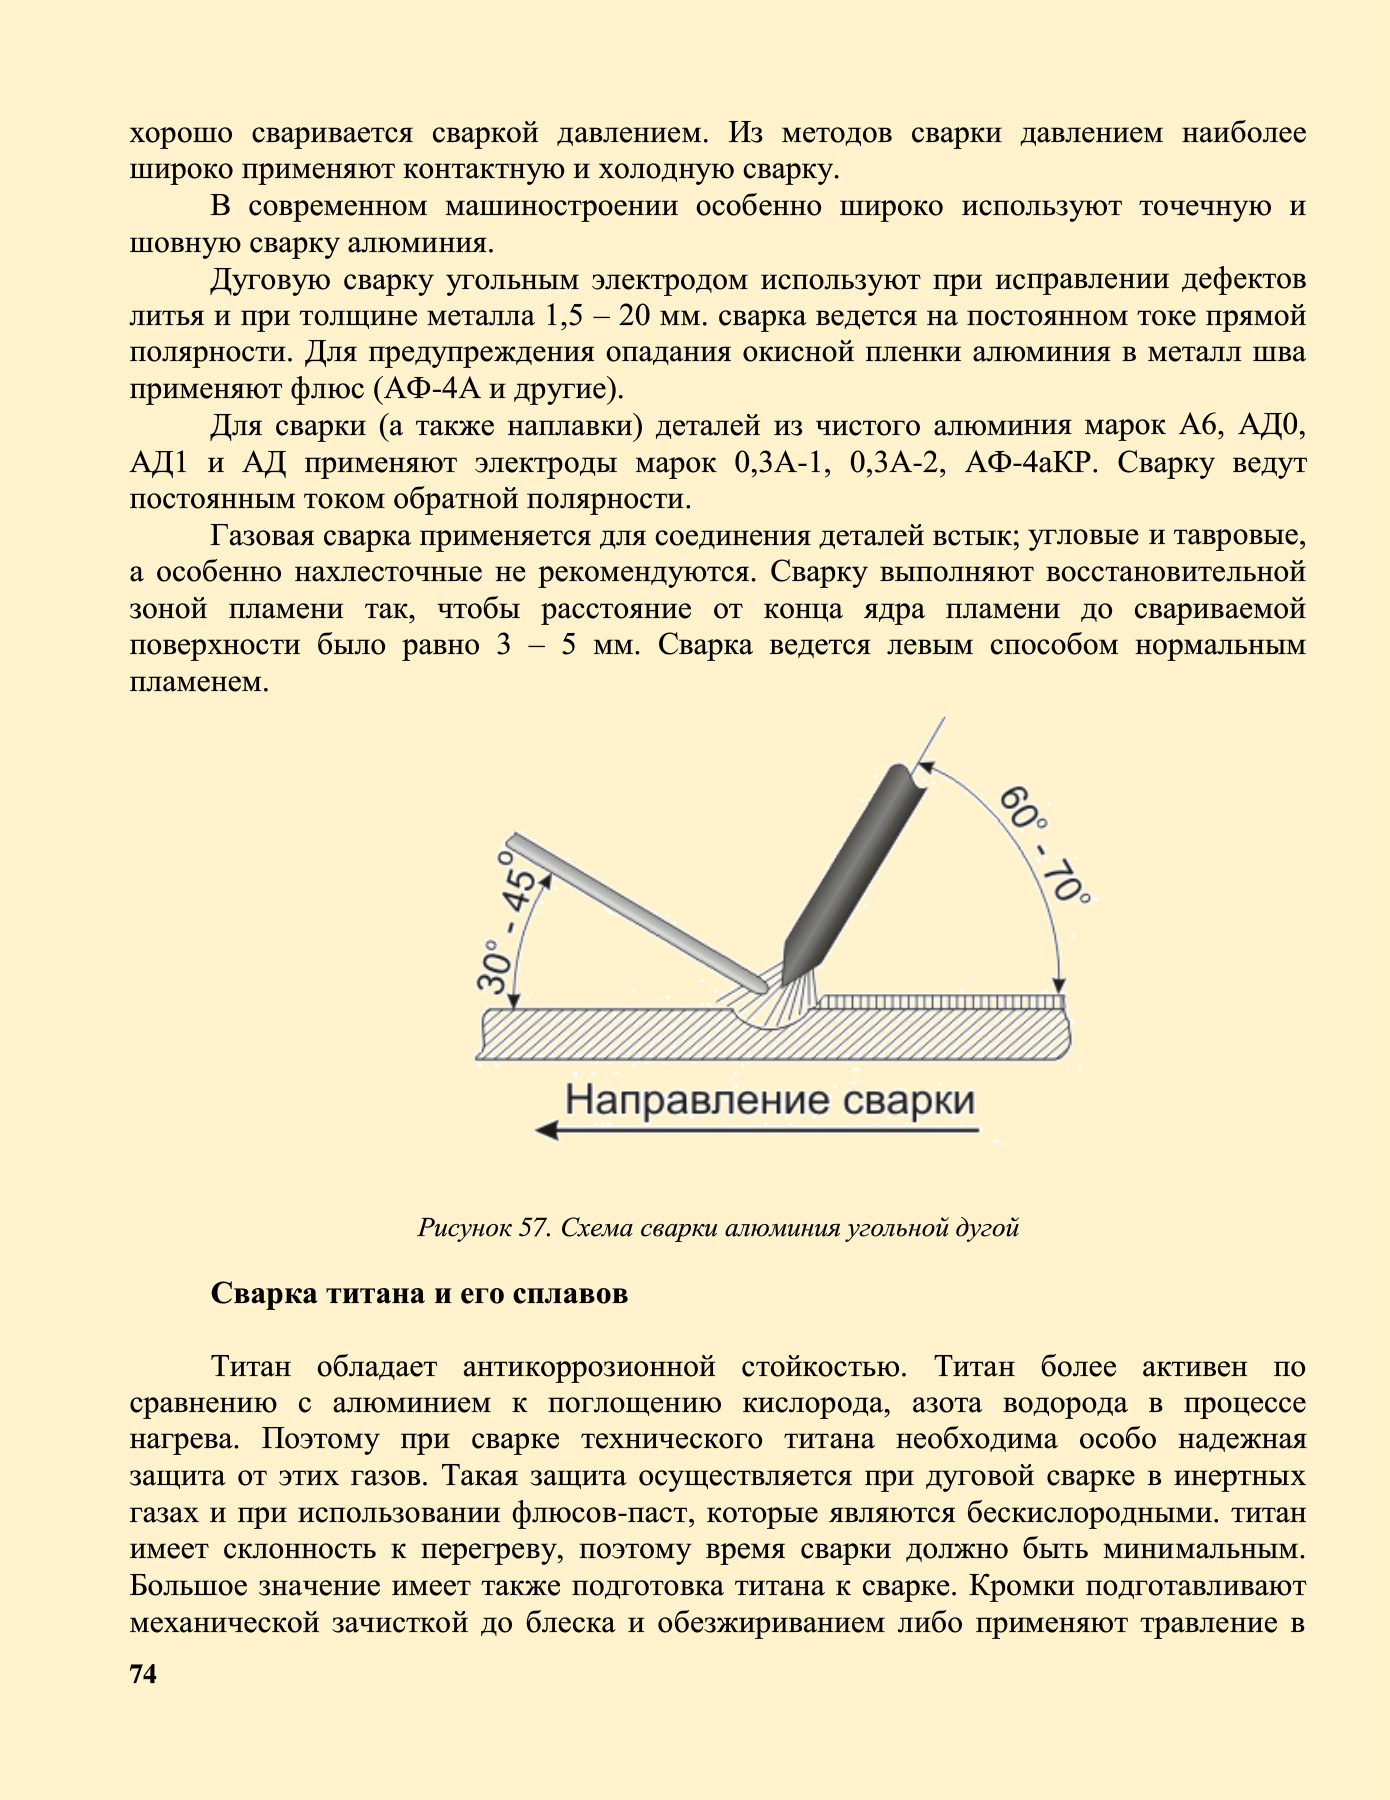 хорошо сваривается сваркой давлением. Из методов сварки давлением наиболее
широко применяют контактную и холодную сварку.
В современном машиностроении особенно широко используют точечную и
шовную сварку алюминия.
Дуговую сварку угольным электродом используют при исправлении дефектов
литья и при толщине металла 1,5 – 20 мм. сварка ведется на постоянном токе прямой
полярности. Для предупреждения опадания окисной пленки алюминия в металл шва
применяют флюс (АФ-4А и другие).
Для сварки (а также наплавки) деталей из чистого алюминия марок А6, АД0,
АД1 и АД применяют электроды марок 0,3А-1, 0,3А-2, АФ-4аКР. Сварку ведут
постоянным током обратной полярности.
Газовая сварка применяется для соединения деталей встык; угловые и тавровые,
а особенно нахлесточные не рекомендуются. Сварку выполняют восстановительной
зоной пламени так, чтобы расстояние от конца ядра пламени до свариваемой
поверхности было равно 3 – 5 мм. Сварка ведется левым способом нормальным
пламенем.
30° - 45°
60° - 70°
Направление сварки
Рисунок 57. Схема сварки алюминия угольной дугой
Сварка титана и его сплавов
Титан обладает антикоррозионной стойкостью. Титан более активен по
сравнению с алюминием к поглощению кислорода, азота водорода в процессе
нагрева. Поэтому при сварке технического титана необходима особо надежная
защита от этих газов. Такая защита осуществляется при дуговой сварке в инертных
газах и при использовании флюсов-паст, которые являются бескислородными. титан
имеет склонность к перегреву, поэтому время сварки должно быть минимальным.
Большое значение имеет также подготовка титана к сварке. Кромки подготавливают
механической зачисткой до блеска и обезжириванием либо применяют травление в
74